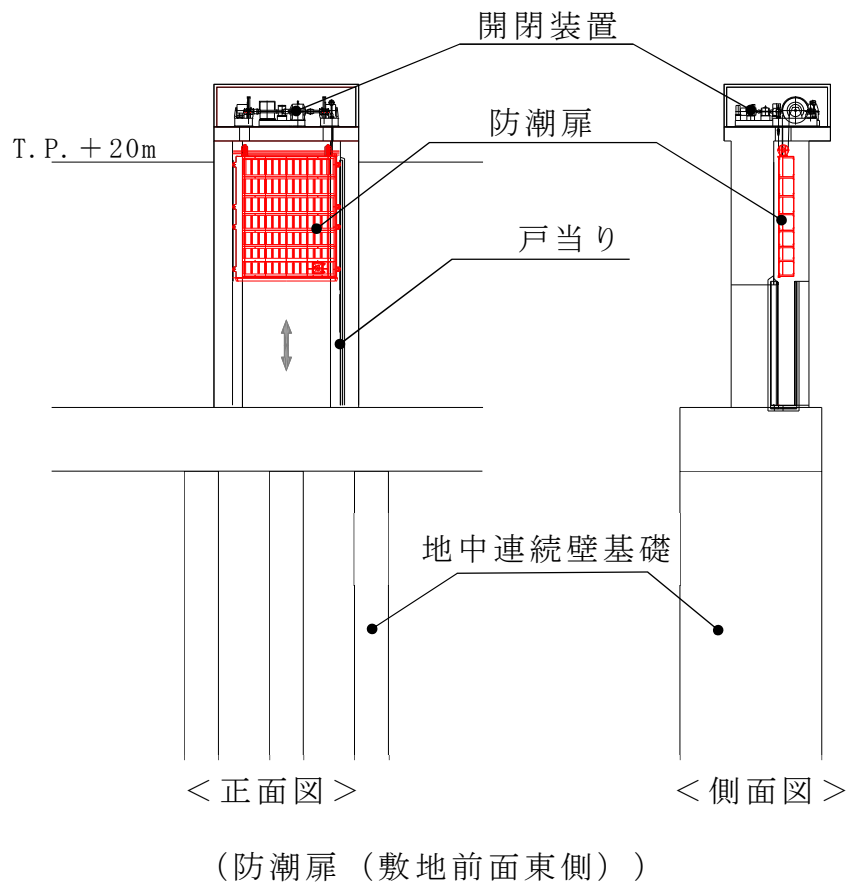 開閉装置
防潮扉
T.P.＋20m
戸当り
地中連続壁基礎
＜正面図＞
＜側面図＞
（防潮扉（敷地前面東側））